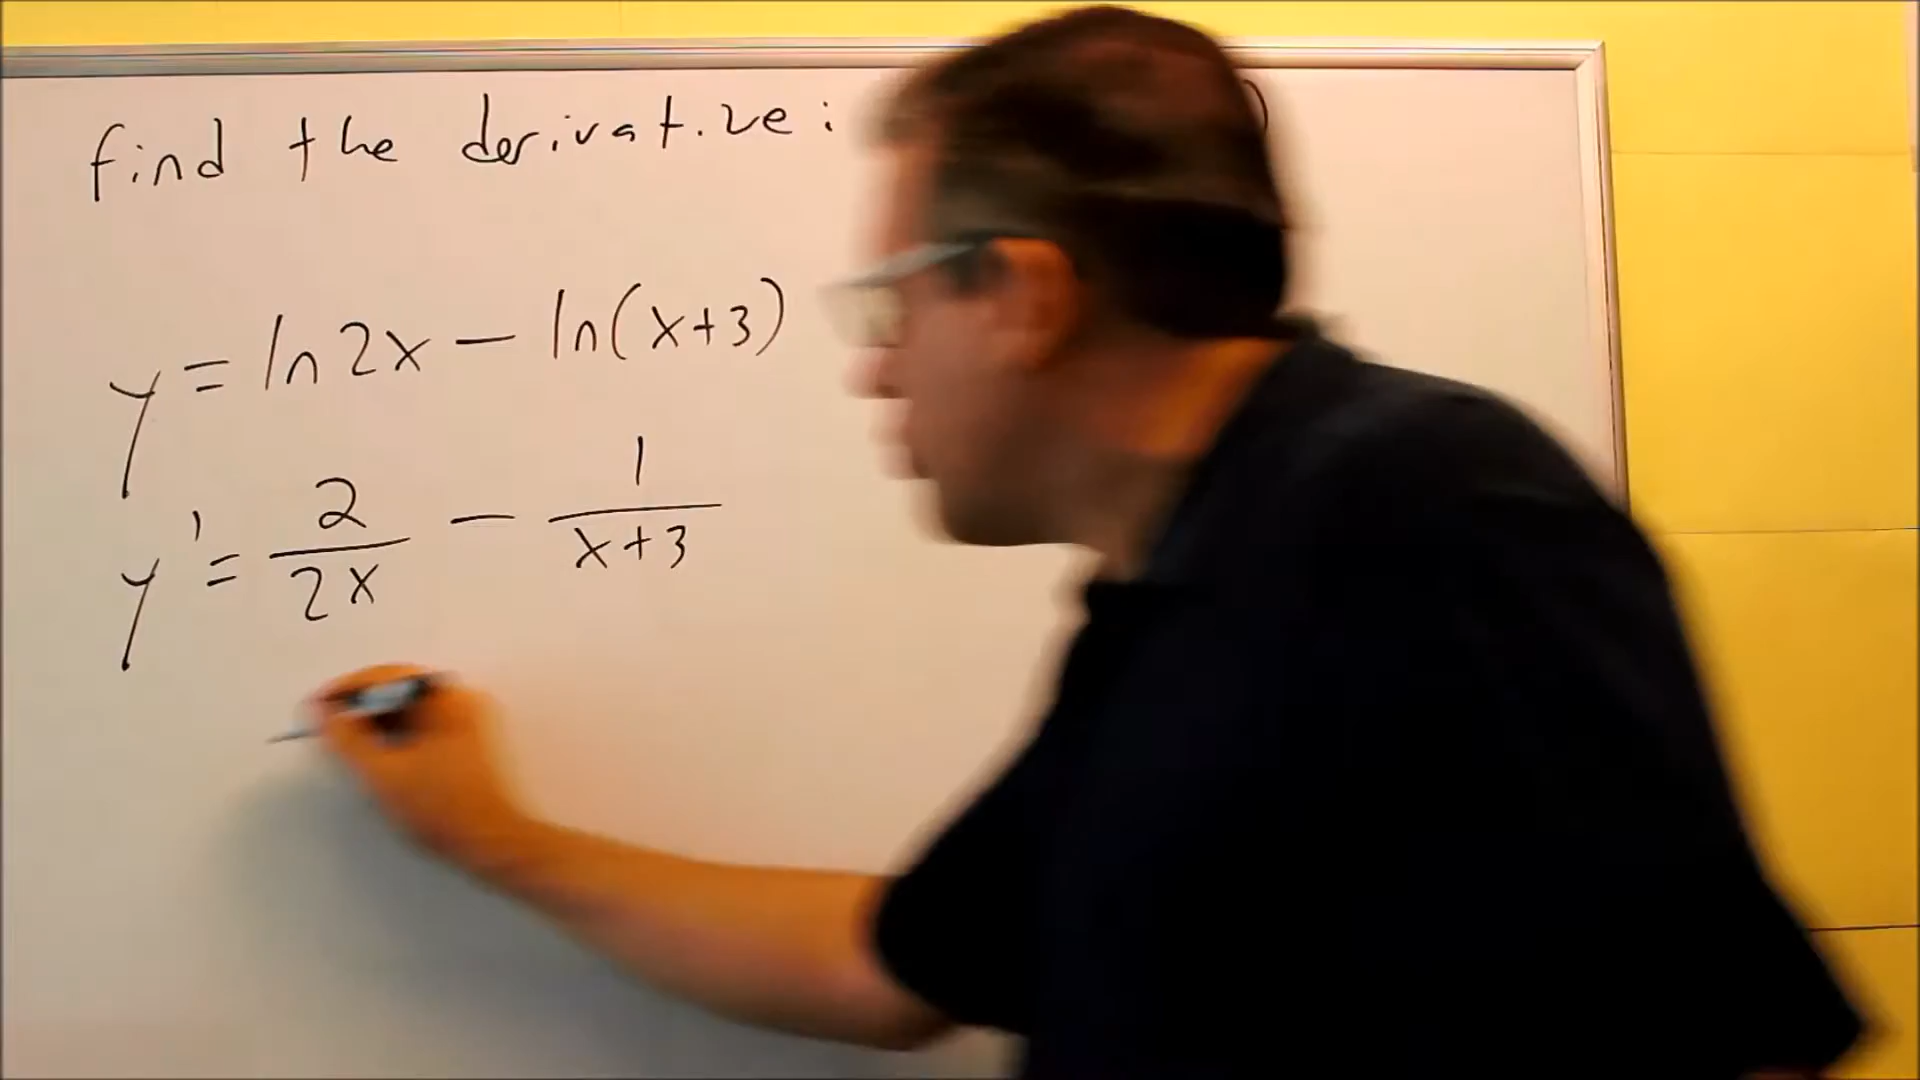 find the derivative:
y = ln 2x - ln(x+3)
y' = 2/2x - 1/x+3